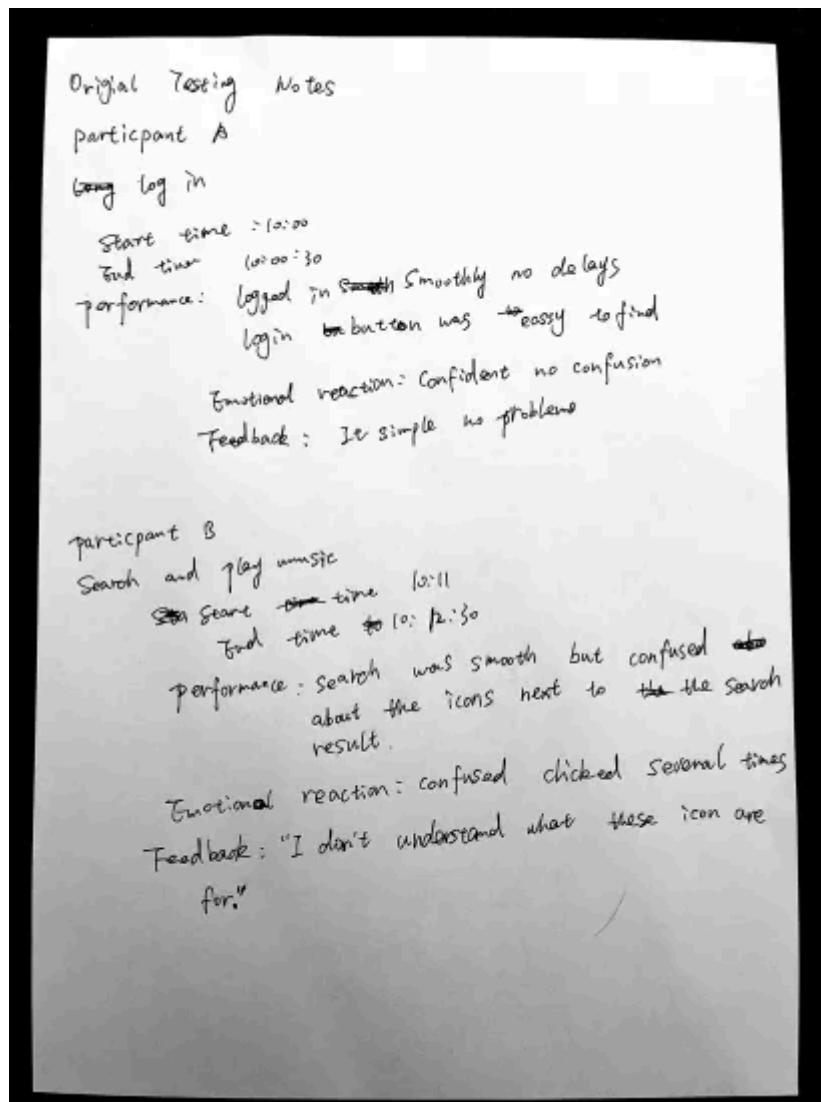 Origial Testing Notes
particpant A
log in
Start time : 10:00
End time 10:00:30
performance: logged in smoothly no delays
login button was eassy to find
Emotional reaction: Confident no confusion
Feedback: It simple no problems
particpant B
Search and play music
Start time 10:11
End time 10:12:30
performance: search was smooth but confused
about the icons next to the search
result.
Emotional reaction: confused clicked several times
Feedback: "I don't understand what these icon are
for."